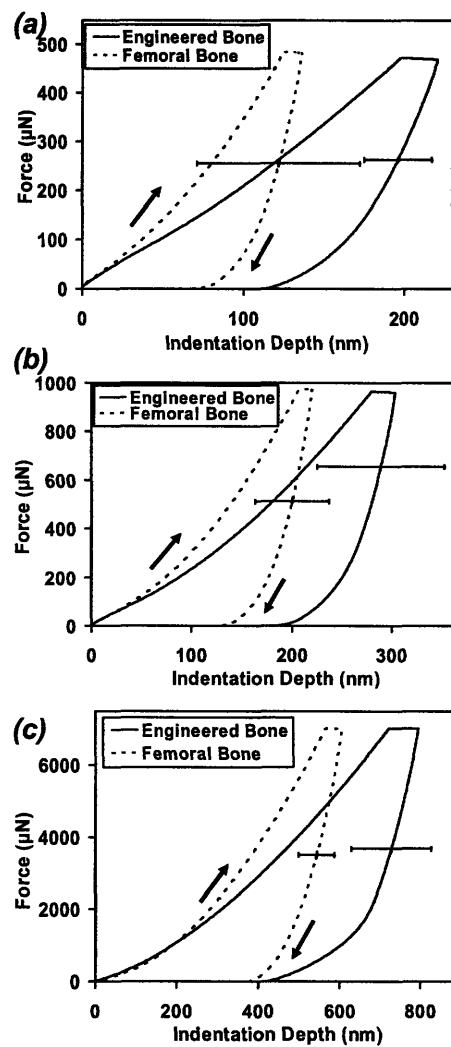 (a)
Engineered Bone
Femoral Bone
500
400
300
200
100
0
Force (µN)
0 100 200
Indentation Depth (nm)
(b)
Engineered Bone
Femoral Bone
1000
800
600
400
200
0
Force (µN)
0 100 200 300
Indentation Depth (nm)
(c)
Engineered Bone
Femoral Bone
6000
4000
2000
0
Force (µN)
0 200 400 600 800
Indentation Depth (nm)